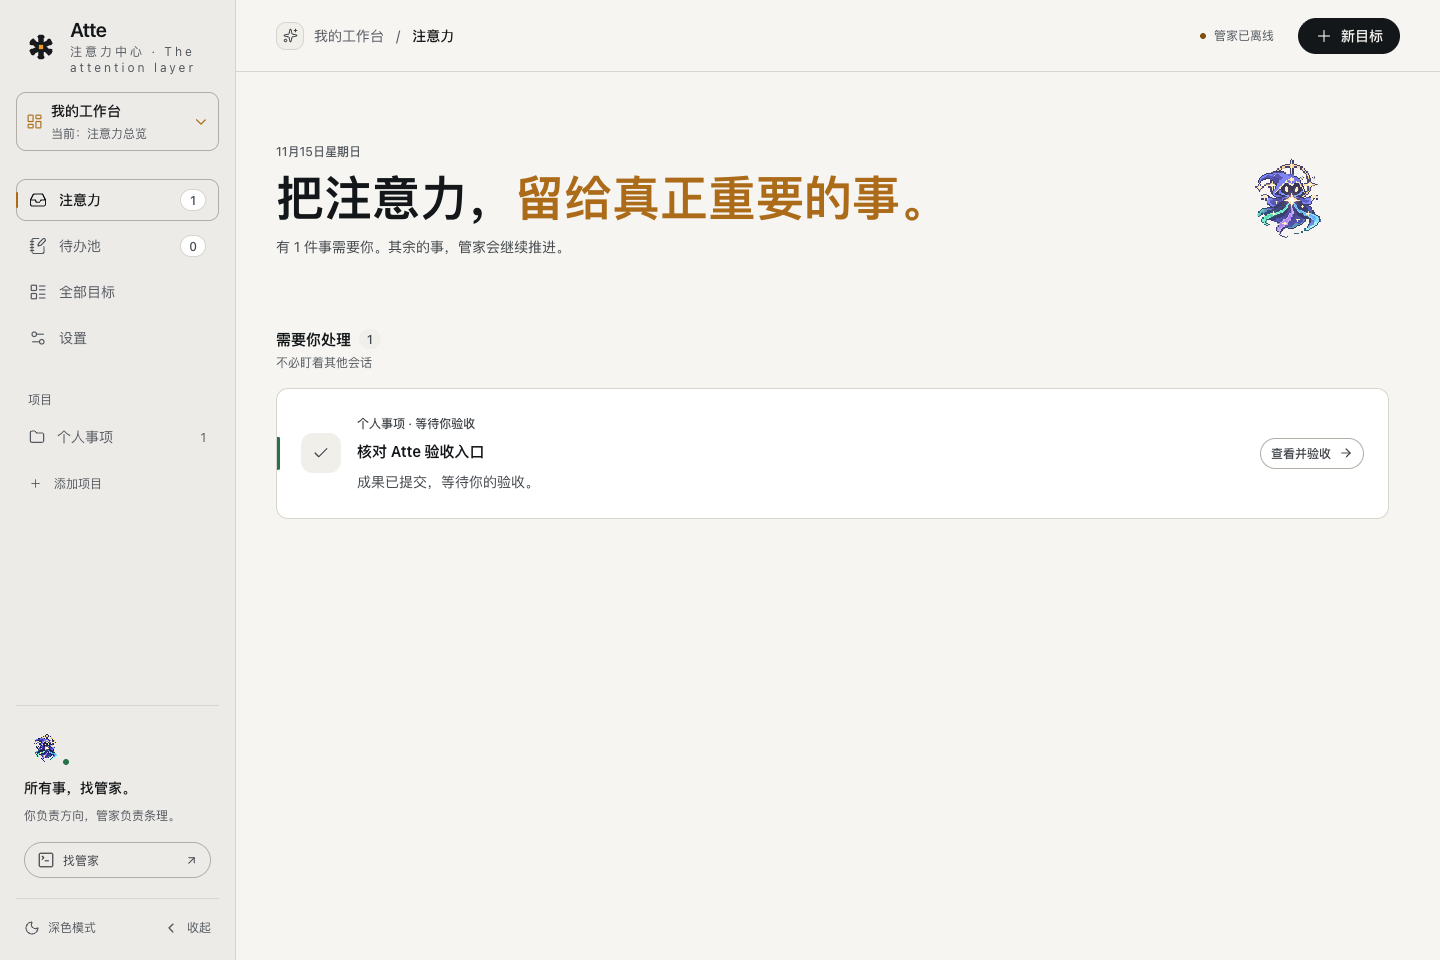 Atte
注意力中心 · The
attention layer
我的工作台
当前：注意力总览
注意力 1
待办池 0
全部目标
设置
项目
个人事项 1
添加项目
所有事，找管家。
你负责方向，管家负责条理。
找管家
深色模式
收起
我的工作台 / 注意力
管家已离线
新目标
11月15日星期日
把注意力，留给真正重要的事。
有 1 件事需要你。其余的事，管家会继续推进。
需要你处理 1
不必盯着其他会话
个人事项 · 等待你验收
核对 Atte 验收入口
成果已提交，等待你的验收。
查看并验收